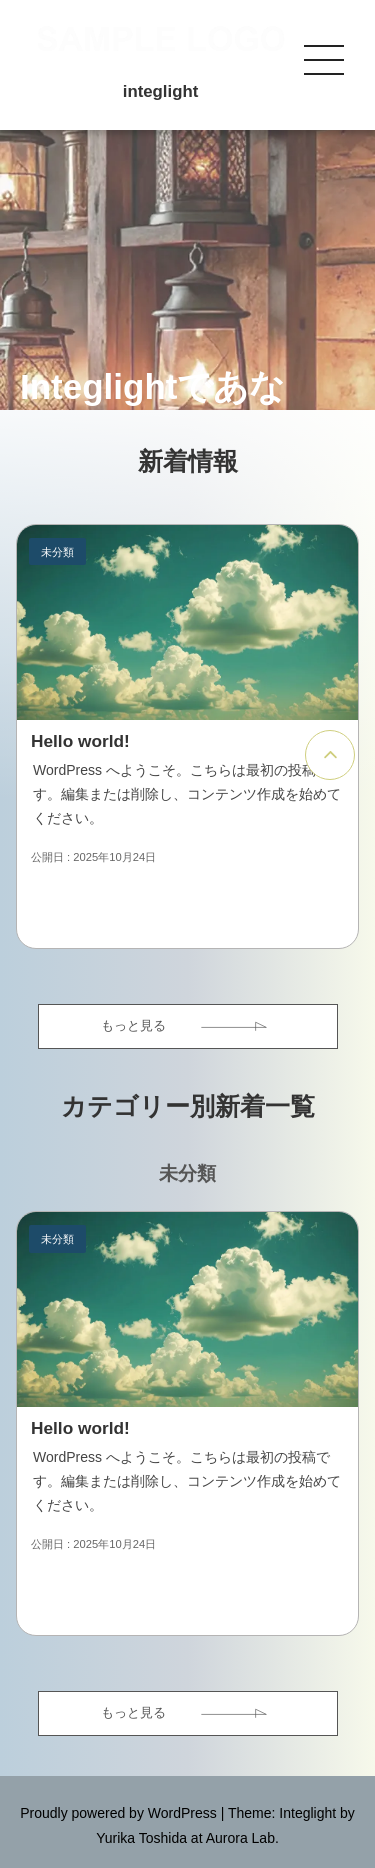 SAMPLE LOGO
integlight
Integlightであな
新着情報
未分類
Hello world!
WordPress へようこそ。こちらは最初の投稿
す。編集または削除し、コンテンツ作成を始めて
ください。
公開日 : 2025年10月24日
もっと見る
カテゴリー別新着一覧
未分類
未分類
Hello world!
WordPress へようこそ。こちらは最初の投稿で
す。編集または削除し、コンテンツ作成を始めて
ください。
公開日 : 2025年10月24日
もっと見る
Proudly powered by WordPress | Theme: Integlight by
Yurika Toshida at Aurora Lab.